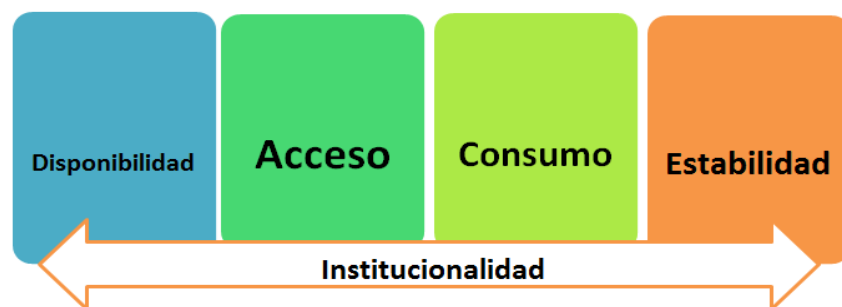 Disponibilidad
Acceso
Consumo
Estabilidad
Institucionalidad